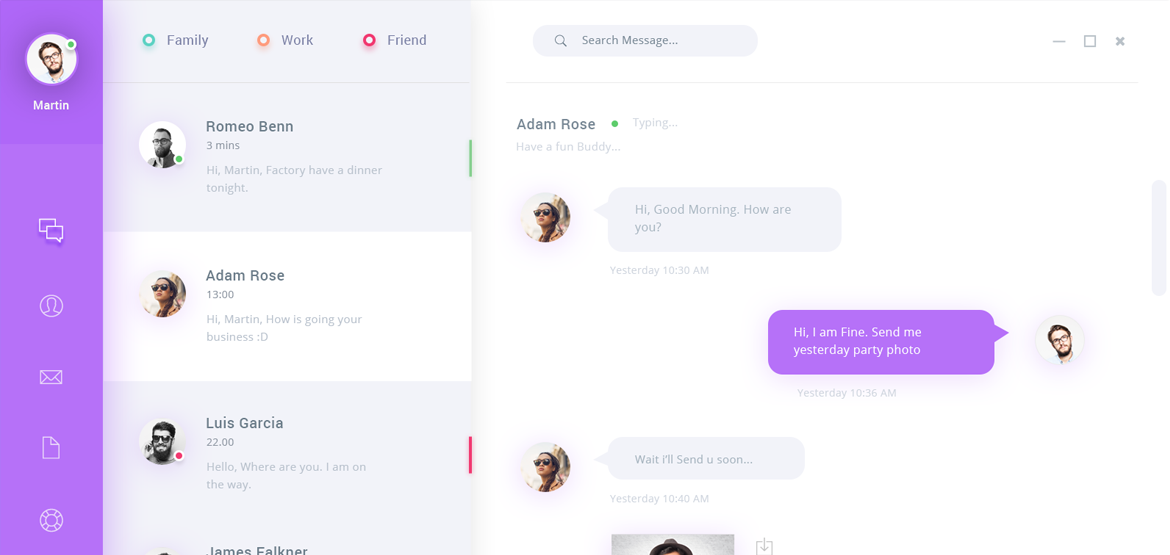 Martin
Family
Work
Friend
Romeo Benn
3 mins
Hi, Martin, Factory have a dinner
tonight.
Adam Rose
13:00
Hi, Martin, How is going your
business :D
Luis Garcia
22.00
Hello, Where are you. I am on
the way.
James Falkner
Search Message...
Adam Rose
Typing...
Have a fun Buddy...
Hi, Good Morning. How are
you?
Yesterday 10:30 AM
Hi, I am Fine. Send me
yesterday party photo
Yesterday 10:36 AM
Wait i'll Send u soon...
Yesterday 10:40 AM